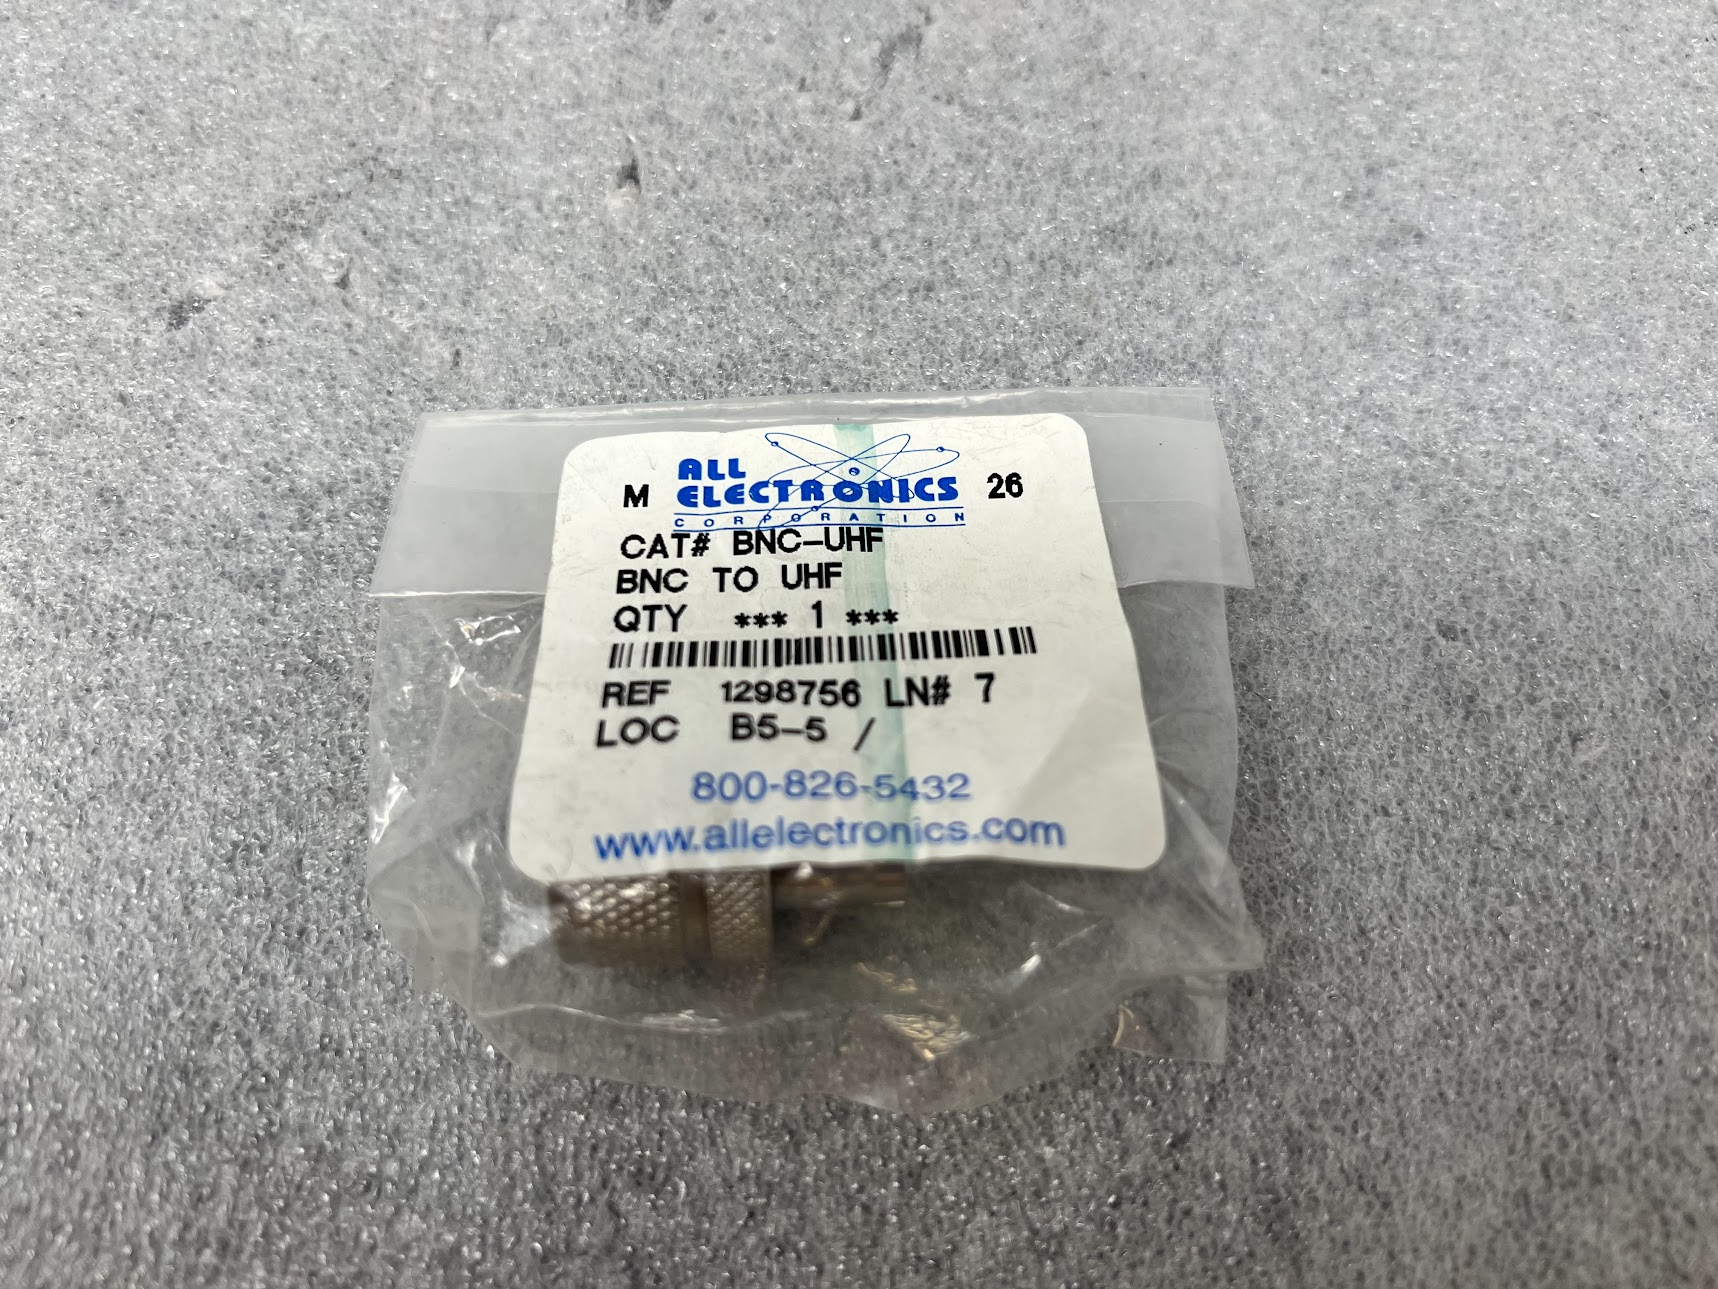 ALL
M ELECTRONICS 26
CORPORATION
CAT# BNC-UHF
BNC TO UHF
QTY *** 1 ***
REF 1298756 LN# 7
LOC B5-5 /
800-826-5432
www.allelectronics.com